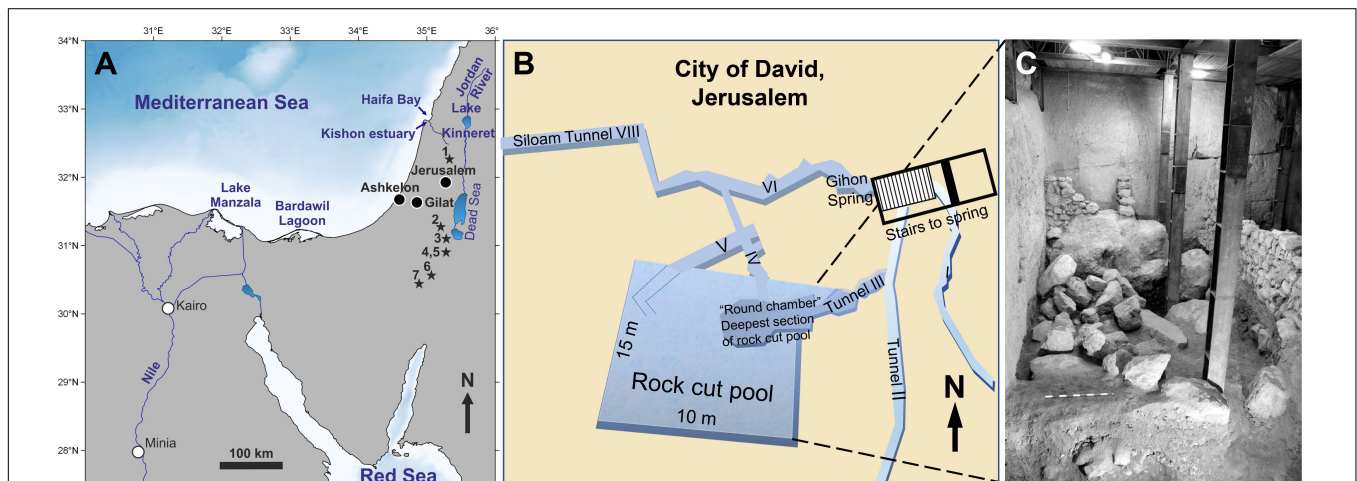 31°E
32°E
33°E
34°E
35°E
36°
34°N
33°N
32°N
31°N
30°N
29°N
28°N
A
Mediterranean Sea
Haifa Bay
Kishon estuary
Jordan
River
Lake
Kinneret
1
Jerusalem
Ashkelon
Gilat
Dead Sea
2
3
4,5
6
7
Lake
Manzala
Bardawil
Lagoon
Kairo
Nile
Minia
100 km
N
Red Sea
B
City of David,
Jerusalem
Siloam Tunnel VIII
VI
Gihon
Spring
Stairs to spring
V
IV
I
"Round chamber"
Deepest section
of rock cut pool
Tunnel III
Tunnel II
15 m
Rock cut pool
10 m
N
C